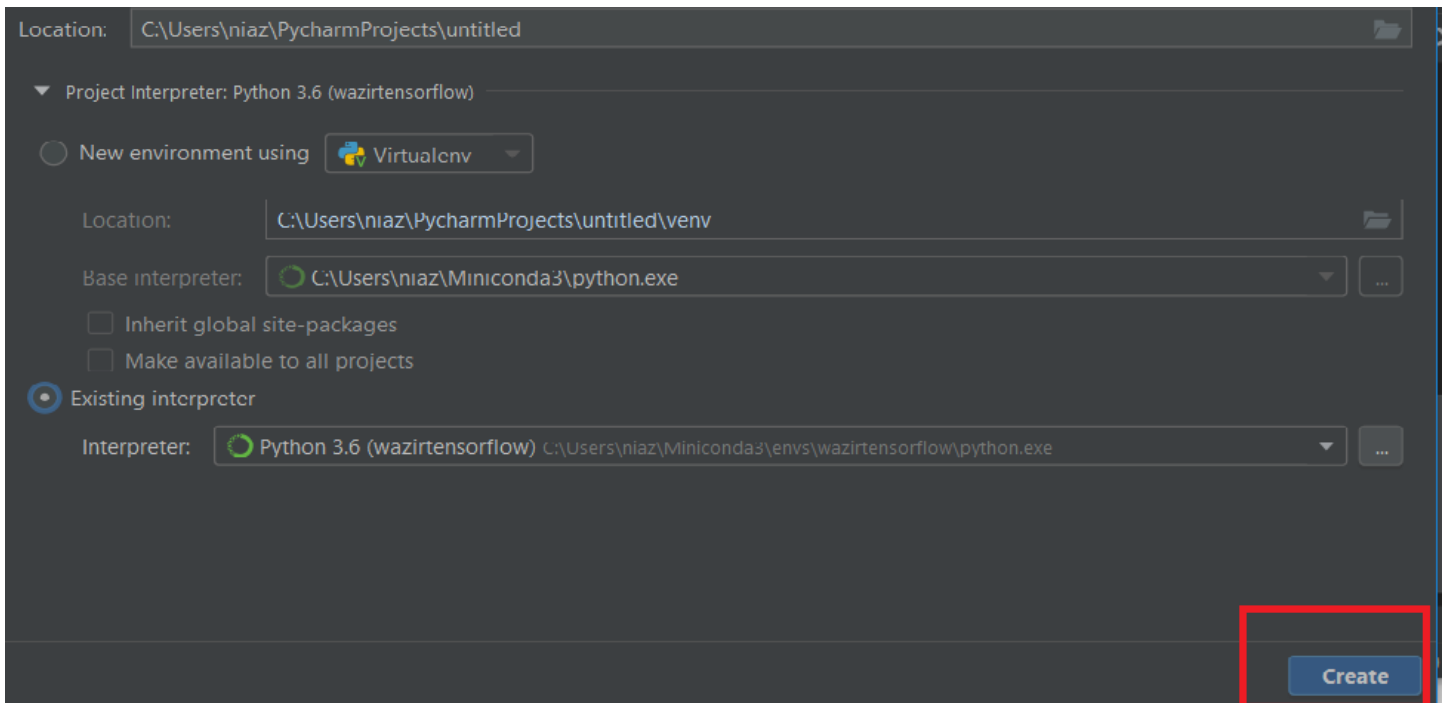 Location: C:\Users\niaz\PycharmProjects\untitled
Project Interpreter: Python 3.6 (wazirtensorflow)
New environment using Virtualenv
Location: C:\Users\niaz\PycharmProjects\untitled\venv
Base interpreter: C:\Users\niaz\Miniconda3\python.exe ...
Inherit global site-packages
Make available to all projects
Existing interpreter
Interpreter: Python 3.6 (wazirtensorflow) C:\Users\niaz\Miniconda3\envs\wazirtensorflow\python.exe ...
Create